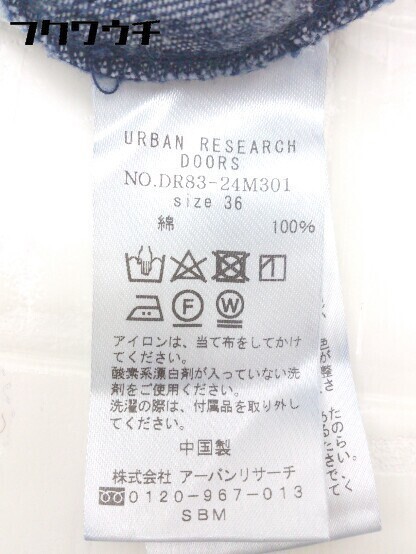 フクワウチ
URBAN RESEARCH
DOORS
NO.DR83-24M301
size 36
綿 100%
F W
アイロンは、当て布をしてかけ
てください。
酸素系漂白剤が入っていない洗
剤をご使用ください。
洗濯の際は、付属品を取り外し
てください。
中国製
株式会社 アーバンリサーチ
0120-967-013
SBM